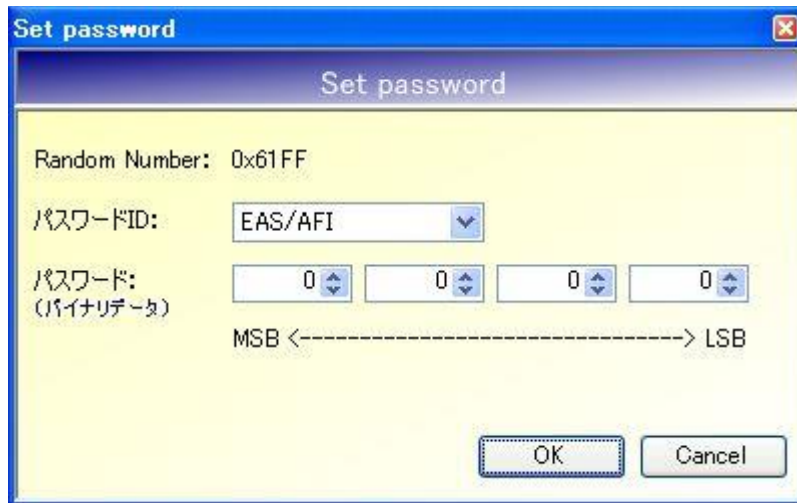 Set password
Set password
Random Number: 0x61FF
パスワードID: EAS/AFI
パスワード: 0 0 0 0
(バイナリデータ)
MSB <--------------------------------> LSB
OK Cancel